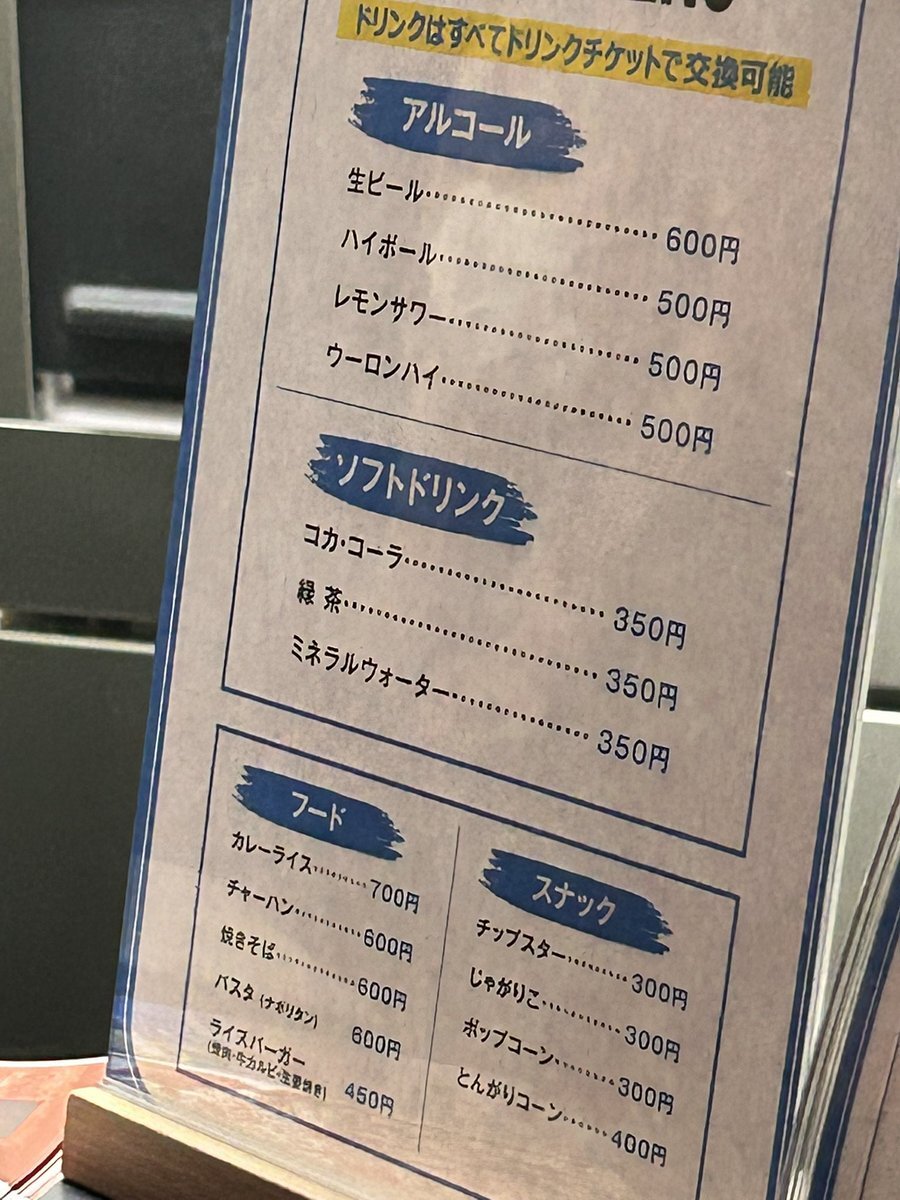 ドリンクはすべてドリンクチケットで交換可能
アルコール
生ビール 600円
ハイボール 500円
レモンサワー 500円
ウーロンハイ 500円
ソフトドリンク
コカ・コーラ 350円
緑茶 350円
ミネラルウォーター 350円
フード
カレーライス 700円
チャーハン 600円
焼きそば 600円
パスタ(ナポリタン) 600円
ライスバーガー
(焼肉・牛カルビ・生姜焼き) 450円
スナック
チップスター 300円
じゃがりこ 300円
ポップコーン 300円
とんがりコーン 400円